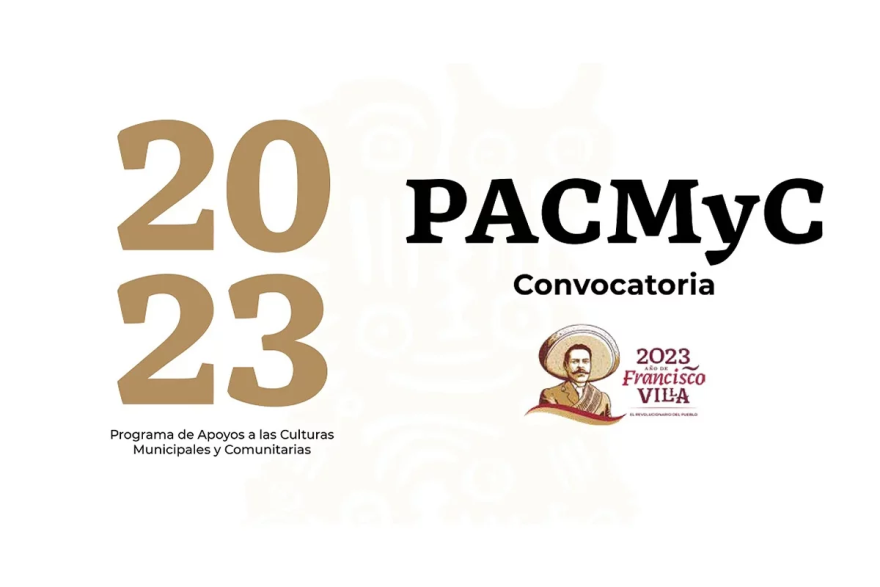 20
23
Programa de Apoyos a las Culturas
Municipales y Comunitarias
PACMyC
Convocatoria
2023
AÑO DE
Francisco
VILLA
EL REVOLUCIONARIO DEL PUEBLO